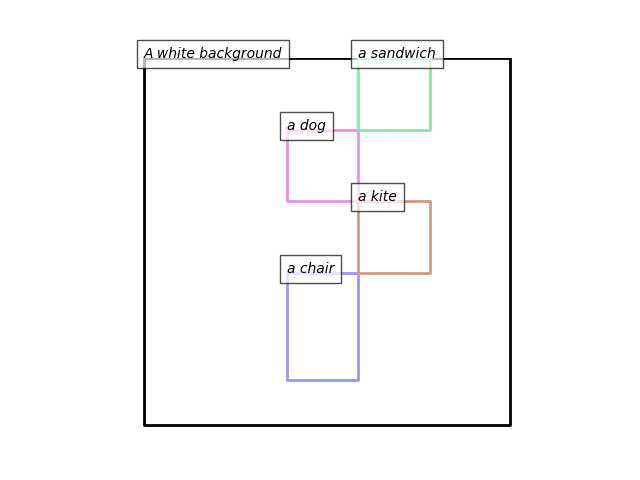 A white background
a sandwich
a dog
a kite
a chair